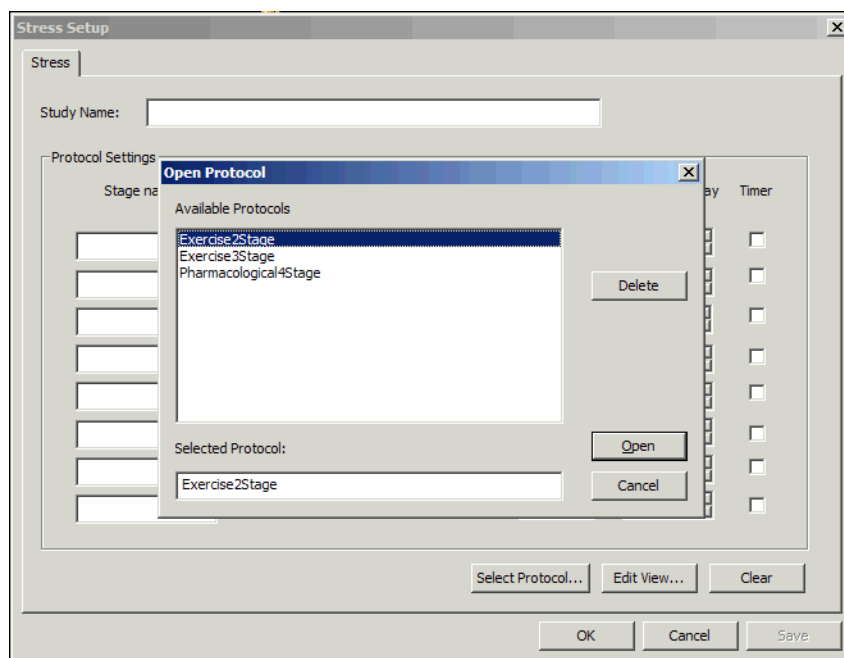 Stress Setup
Stress
Study Name:
Protocol Settings
Open Protocol
Stage na
ay Timer
Available Protocols
Exercise2Stage
Exercise3Stage
Pharmacological4Stage
Delete
Selected Protocol:
Open
Exercise2Stage
Cancel
Select Protocol... Edit View... Clear
OK Cancel Save